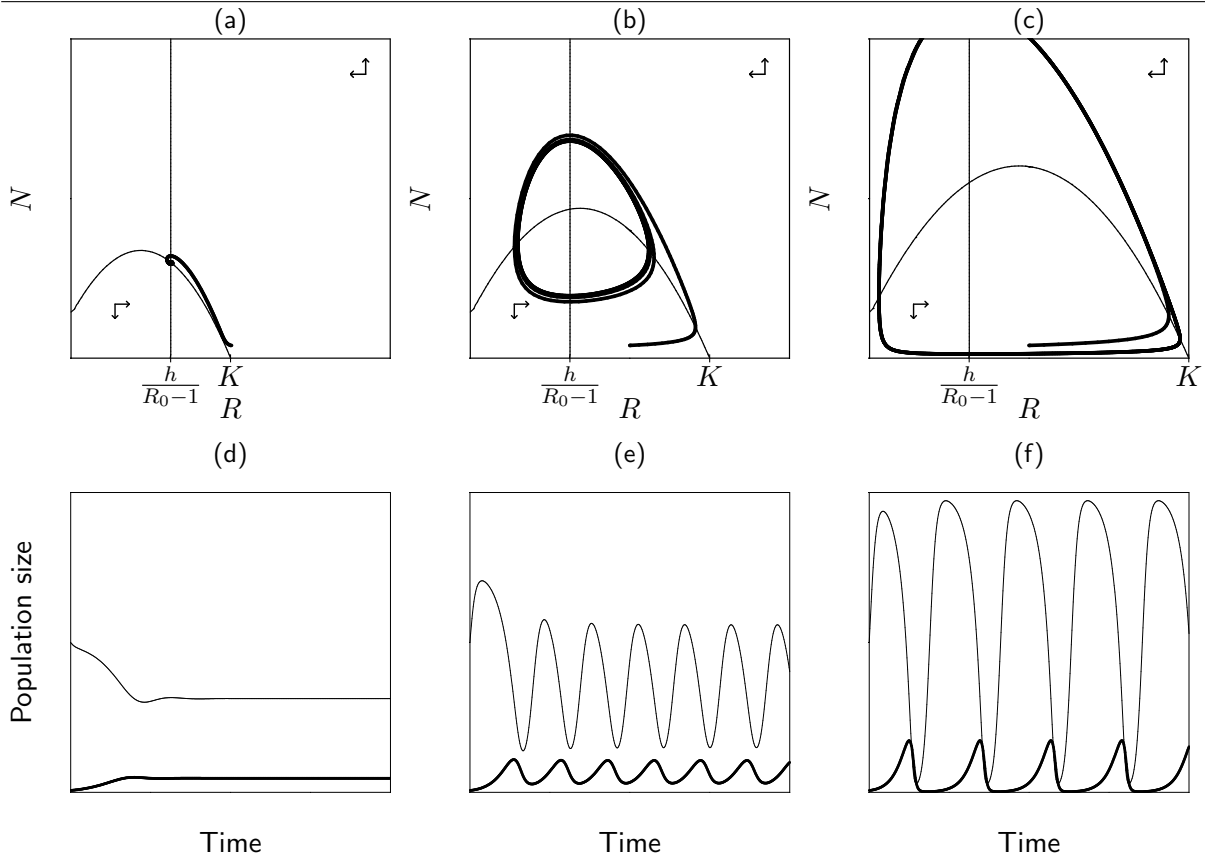 (a) (b) (c)
N N N
h/(R₀−1) K h/(R₀−1) K h/(R₀−1) K
R R R
(d) (e) (f)
Population size
Time Time Time